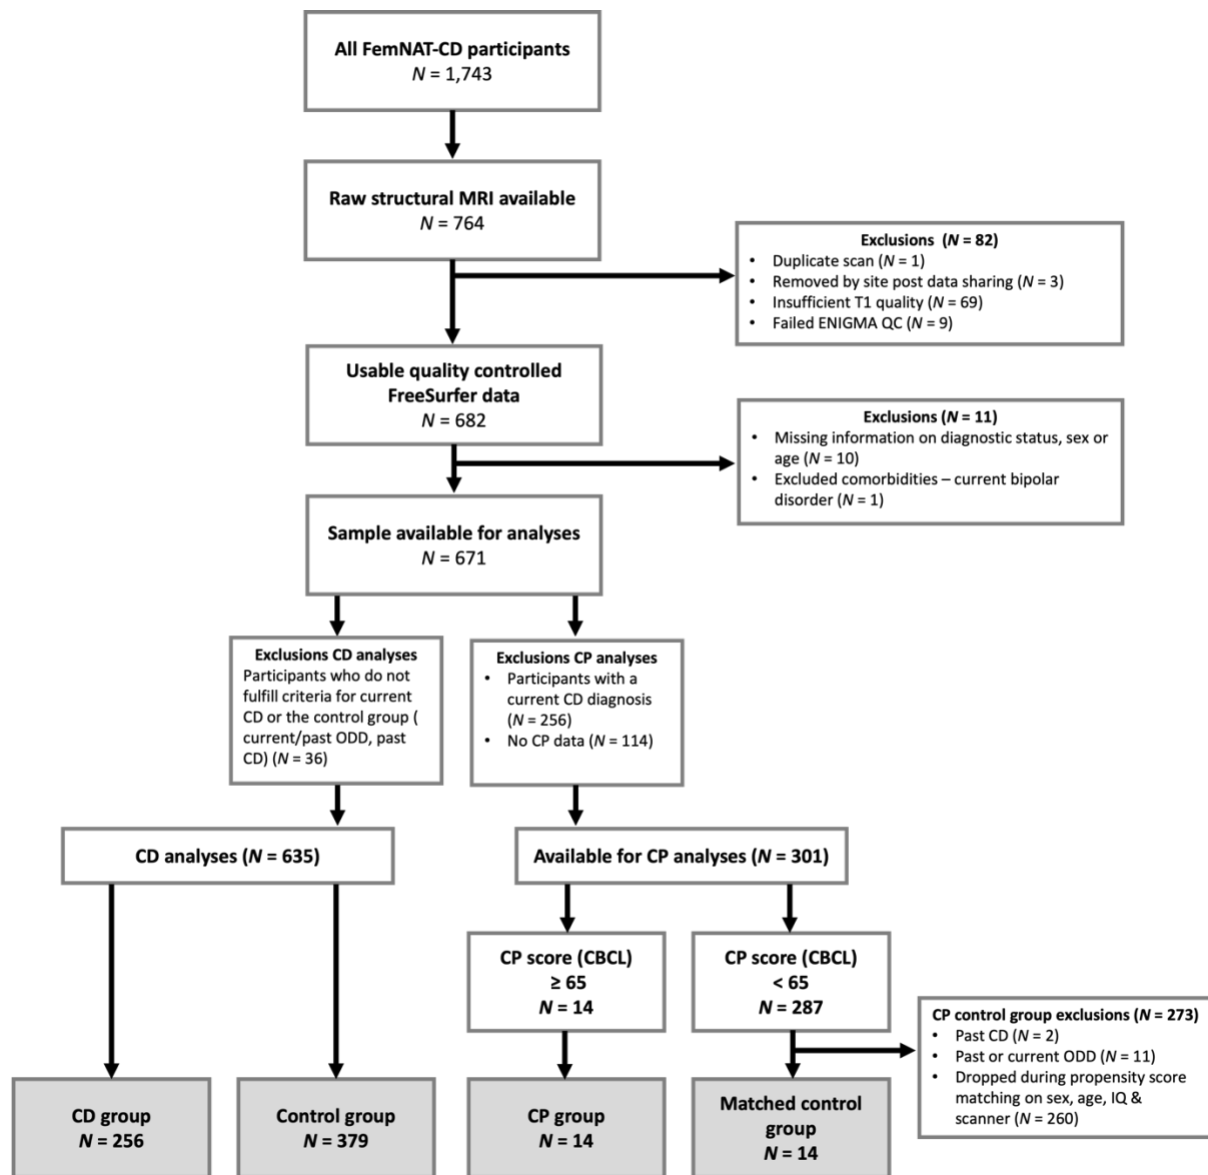 All FemNAT-CD participants
N = 1,743
Raw structural MRI available
N = 764
Exclusions (N = 82)
• Duplicate scan (N = 1)
• Removed by site post data sharing (N = 3)
• Insufficient T1 quality (N = 69)
• Failed ENIGMA QC (N = 9)
Usable quality controlled
FreeSurfer data
N = 682
Exclusions (N = 11)
• Missing information on diagnostic status, sex or
age (N = 10)
• Excluded comorbidities – current bipolar
disorder (N = 1)
Sample available for analyses
N = 671
Exclusions CD analyses
Participants who do not
fulfill criteria for current
CD or the control group (
current/past ODD, past
CD) (N = 36)
Exclusions CP analyses
• Participants with a
current CD diagnosis
(N = 256)
• No CP data (N = 114)
CD analyses (N = 635)
Available for CP analyses (N = 301)
CP score (CBCL)
≥ 65
N = 14
CP score (CBCL)
< 65
N = 287
CP control group exclusions (N = 273)
• Past CD (N = 2)
• Past or current ODD (N = 11)
• Dropped during propensity score
matching on sex, age, IQ &
scanner (N = 260)
CD group
N = 256
Control group
N = 379
CP group
N = 14
Matched control
group
N = 14